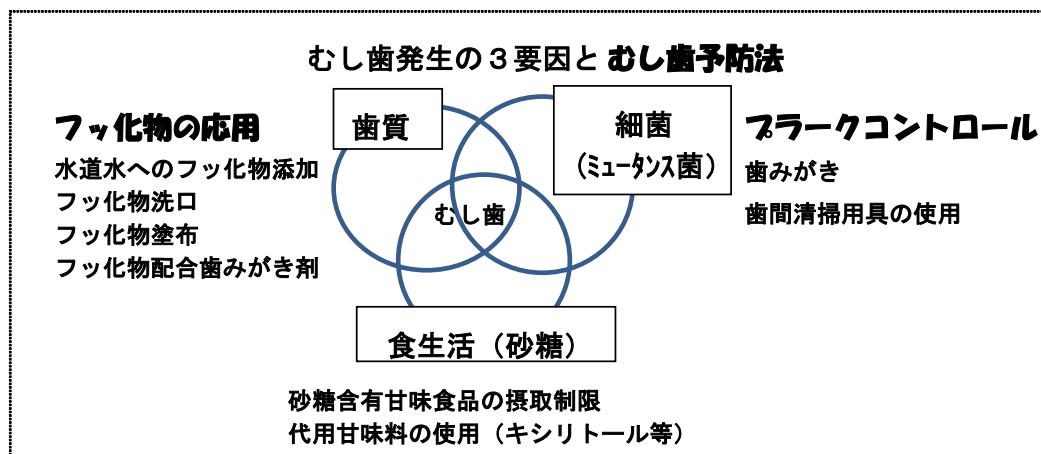 むし歯発生の３要因と むし歯予防法
フッ化物の応用
水道水へのフッ化物添加
フッ化物洗口
フッ化物塗布
フッ化物配合歯みがき剤
歯質
細菌
（ﾐｭｰﾀﾝｽ菌）
プラークコントロール
歯みがき
歯間清掃用具の使用
むし歯
食生活（砂糖）
砂糖含有甘味食品の摂取制限
代用甘味料の使用（キシリトール等）